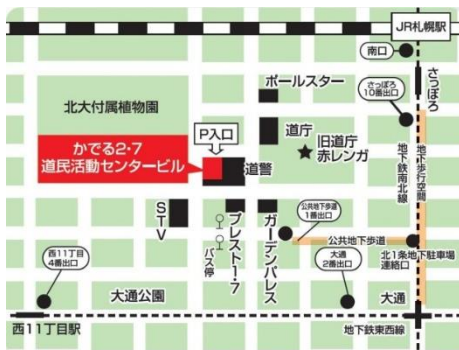 JR札幌駅
南口
ポールスター
さっぽろ
さっぽろ
10番出口
北大付属植物園
道庁
旧道庁
赤レンガ
地下鉄南北線
地下歩行空間
P入口
かでる2・7
道民活動センタービル
道警
STV
バス停
プレスト1・7
ガーデンパレス
公共地下歩道
1番出口
公共地下歩道
北1条地下駐車場
連絡口
西11丁目
4番出口
大通公園
大通
2番出口
大通
西11丁目駅
地下鉄東西線